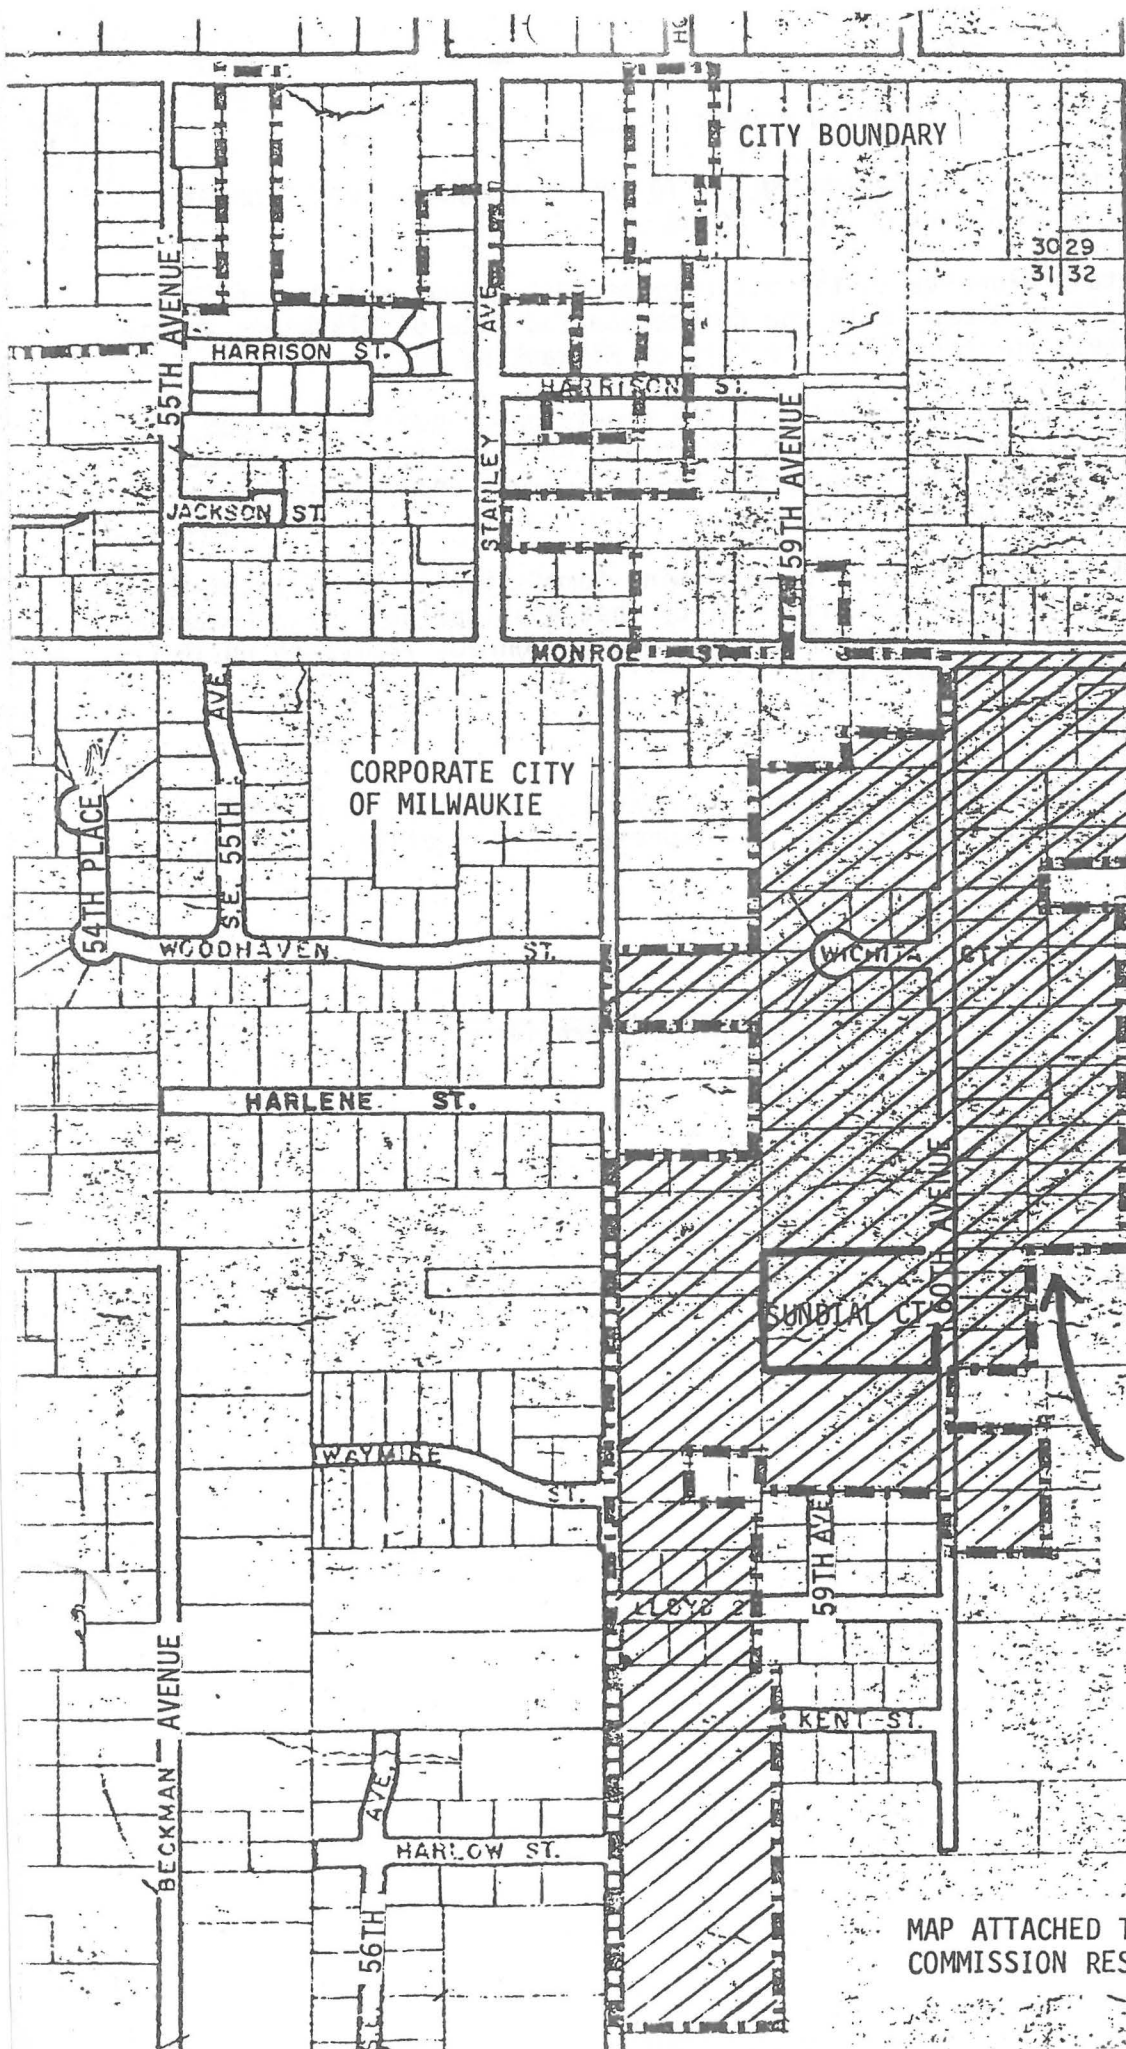 HO
CITY BOUNDARY
30 29
31 32
55TH AVENUE
STANLEY AVE
HARRISON ST.
HARRISON ST.
59TH AVENUE
JACKSON ST.
MONROE ST.
S.E. 55TH AVE
CORPORATE CITY
OF MILWAUKIE
54TH PLACE
WOODHAVEN ST.
WICHITA CT.
HARLENE ST.
60TH AVENUE
SUNDIAL CT
WAYMIRE ST.
59TH AVE
LLOYD
KENT ST.
BECKMAN AVENUE
HARLOW ST.
S.E. 56TH AVE.
MAP ATTACHED T
COMMISSION RES